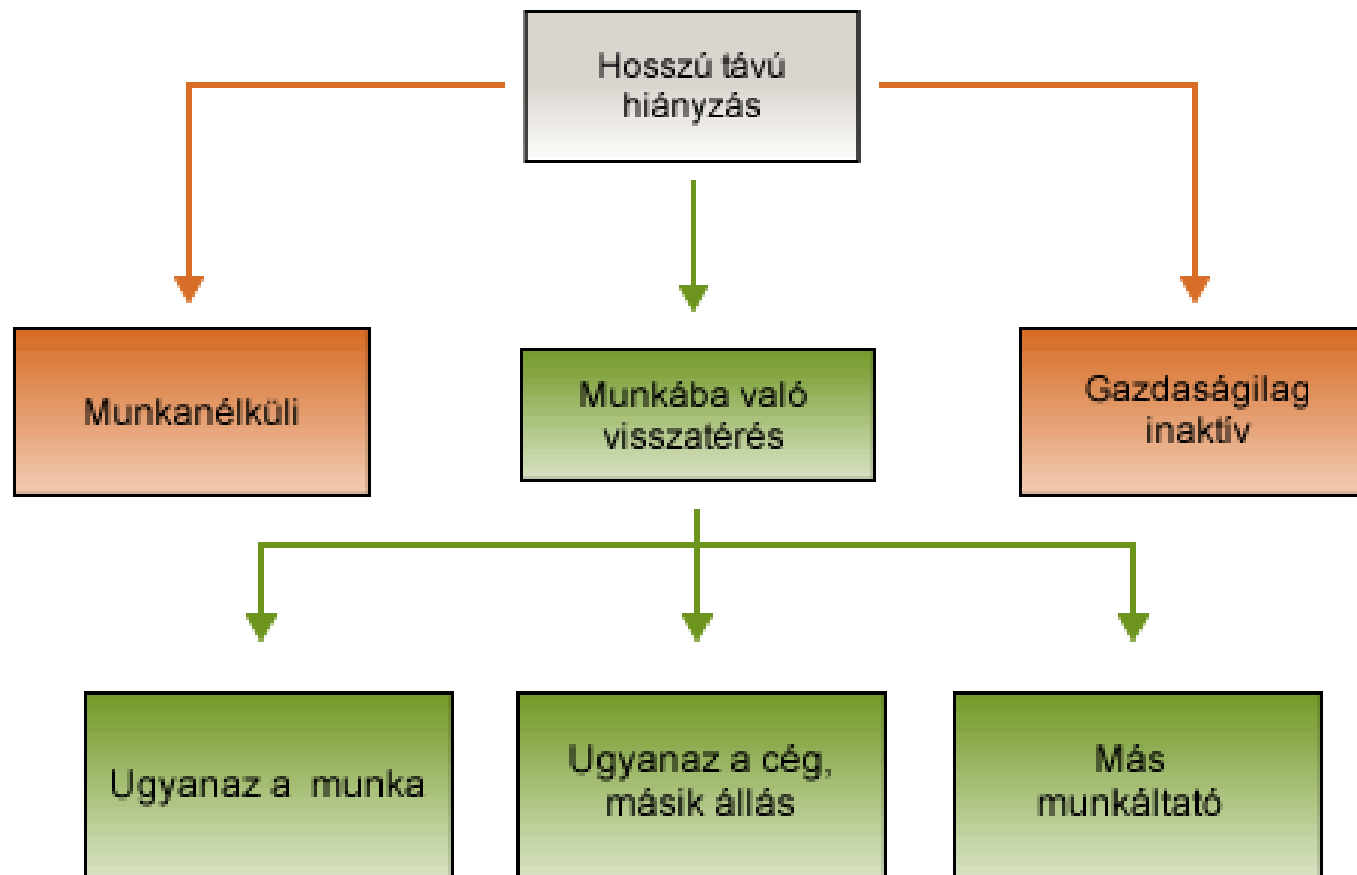 Hosszú távú
hiányzás
Munkanélküli
Munkába való
visszatérés
Gazdaságilag
inaktív
Ugyanaz a munka
Ugyanaz a cég,
másik állás
Más
munkáltató